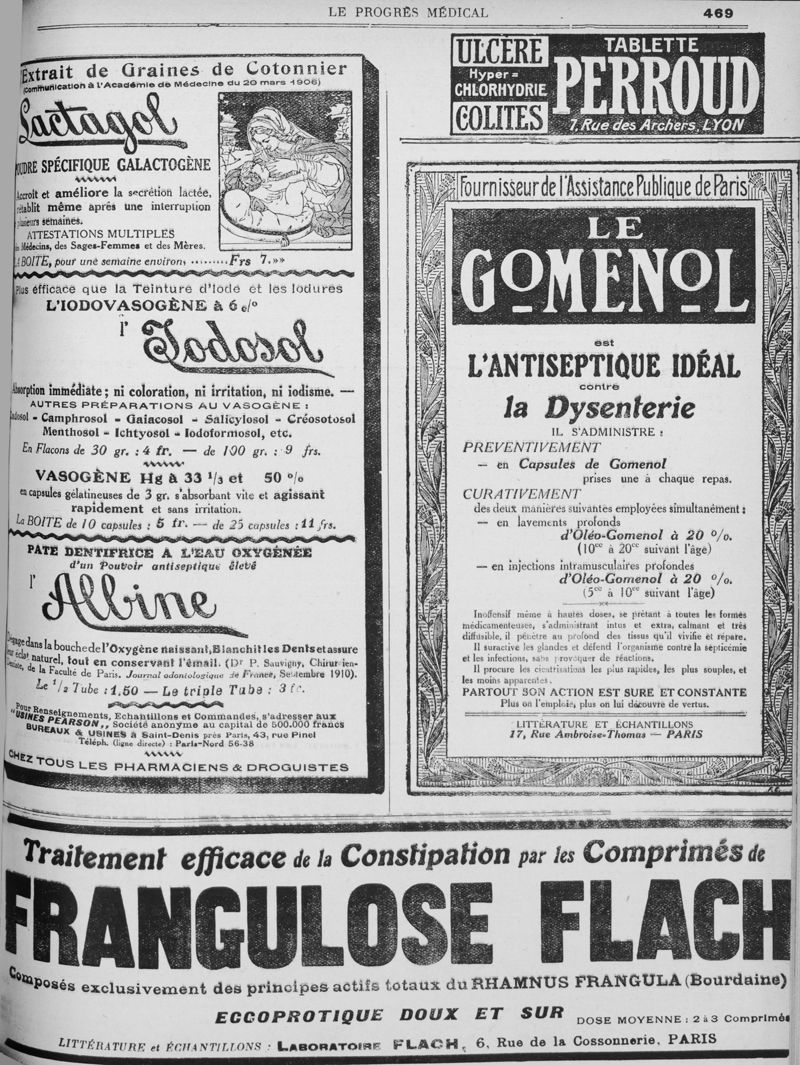 LE PROGRÈS MÉDICAL
469
l'Extrait de Graines de Cotonnier
(Communication à l'Académie de Médecine du 20 mars 1906)
Lactagol
POUDRE SPÉCIFIQUE GALACTOGÈNE
Accroît et améliore la sécrétion lactée,
rétablit même après une interruption
plusieurs semaines.
ATTESTATIONS MULTIPLES
Médecins, des Sages-Femmes et des Mères.
LA BOITE, pour une semaine environ, ......... Frs 7.»»
Plus éfficace que la Teinture d'Iode et les Iodures
L'IODOVASOGÈNE à 6 o/o
l'
Iodosol
Absorption immédiate; ni coloration, ni irritation, ni iodisme. —
AUTRES PRÉPARATIONS AU VASOGÈNE :
Iodosol - Camphrosol - Gaiacosol - Salicylosol - Créosotosol
Menthosol - Ichtyosol - Iodoformosol, etc.
En Flacons de 30 gr. : 4 fr. — de 100 gr. : 9 frs.
VASOGÈNE Hg à 33 1/3 et 50 o/o
en capsules gélatineuses de 3 gr. s'absorbant vite et agissant
rapidement et sans irritation.
La BOITE de 10 capsules : 5 fr. — de 25 capsules : 11 frs.
PATE DENTIFRICE A L'EAU OXYGÉNÉE
d'un Pouvoir antiseptique élevé
l'
Albine
Dégage dans la bouche de l'Oxygène naissant, Blanchit les Dents et assure
leur éclat naturel, tout en conservant l'émail. (Dr P. Sauvigny, Chirurgien-
Dentiste, de la Faculté de Paris. Journal odontologique de France, Septembre 1910).
Le 1/2 Tube : 1,50 — Le triple Tube : 3 fr.
Pour Renseignements, Echantillons et Commandes, s'adresser aux
"USINES PEARSON,, Société anonyme au capital de 500.000 francs
BUREAUX & USINES à Saint-Denis près Paris, 43, rue Pinel
Téléph. (ligne directe) : Paris-Nord 56-38
CHEZ TOUS LES PHARMACIENS & DROGUISTES
ULCÈRE
Hyper =
CHLORHYDRIE
COLITES
TABLETTE
PERROUD
7, Rue des Archers, LYON
Fournisseur de l'Assistance Publique de Paris
LE
GOMENOL
est
L'ANTISEPTIQUE IDÉAL
contre
la Dysenterie
IL S'ADMINISTRE :
PREVENTIVEMENT
— en Capsules de Gomenol
prises une à chaque repas.
CURATIVEMENT
des deux manières suivantes employées simultanément :
— en lavements profonds
d'Oléo-Gomenol à 20 %.
(10cc à 20cc suivant l'âge)
— en injections intramusculaires profondes
d'Oléo-Gomenol à 20 %.
(5cc à 10cc suivant l'âge)
Inoffensif même à hautes doses, se prêtant à toutes les formes
médicamenteuses, s'administrant intus et extra, calmant et très
diffusible, il pénètre au profond des tissus qu'il vivifie et répare.
Il suractive les glandes et défend l'organisme contre la septicémie
et les infections, sans provoquer de réactions.
Il procure les cicatrisations les plus rapides, les plus souples, et
les moins apparentes.
PARTOUT SON ACTION EST SURE ET CONSTANTE
Plus on l'emploie, plus on lui découvre de vertus.
LITTÉRATURE ET ÉCHANTILLONS
17, Rue Ambroise-Thomas — PARIS
Traitement efficace de la Constipation par les Comprimés de
FRANGULOSE FLACH
Composés exclusivement des principes actifs totaux du RHAMNUS FRANGULA (Bourdaine)
ECCOPROTIQUE DOUX ET SUR DOSE MOYENNE : 2 à 3 Comprimés
LITTÉRATURE et ÉCHANTILLONS : LABORATOIRE FLACH, 6, Rue de la Cossonnerie, PARIS